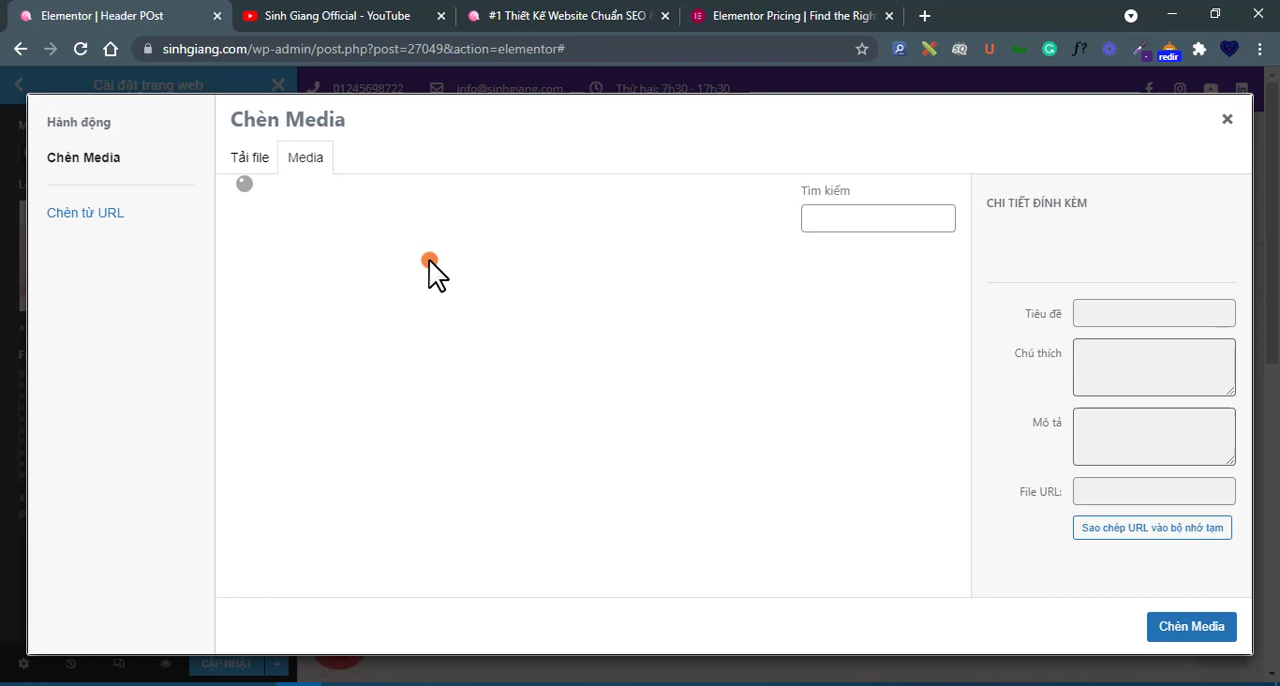 Elementor | Header POst
Sinh Giang Official - YouTube
#1 Thiết Kế Website Chuẩn SEO
Elementor Pricing | Find the Righ
sinhgiang.com/wp-admin/post.php?post=27049&action=elementor#
redir
Cài đặt trang web
01245698722
info@sinhgiang.com
Thứ hai: 7h30 - 17h30
Hành động
Chèn Media
Chèn từ URL
Chèn Media
Tải file
Media
Tìm kiếm
CHI TIẾT ĐÍNH KÈM
Tiêu đề
Chú thích
Mô tả
File URL:
Sao chép URL vào bộ nhớ tạm
Chèn Media
CẬP NHẬT